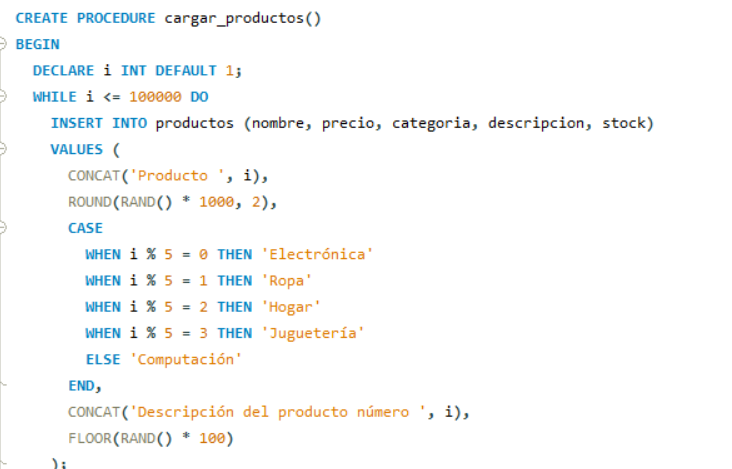 CREATE PROCEDURE cargar_productos()
BEGIN
DECLARE i INT DEFAULT 1;
WHILE i <= 100000 DO
INSERT INTO productos (nombre, precio, categoria, descripcion, stock)
VALUES (
CONCAT('Producto ', i),
ROUND(RAND() * 1000, 2),
CASE
WHEN i % 5 = 0 THEN 'Electrónica'
WHEN i % 5 = 1 THEN 'Ropa'
WHEN i % 5 = 2 THEN 'Hogar'
WHEN i % 5 = 3 THEN 'Juguetería'
ELSE 'Computación'
END,
CONCAT('Descripción del producto número ', i),
FLOOR(RAND() * 100)
);